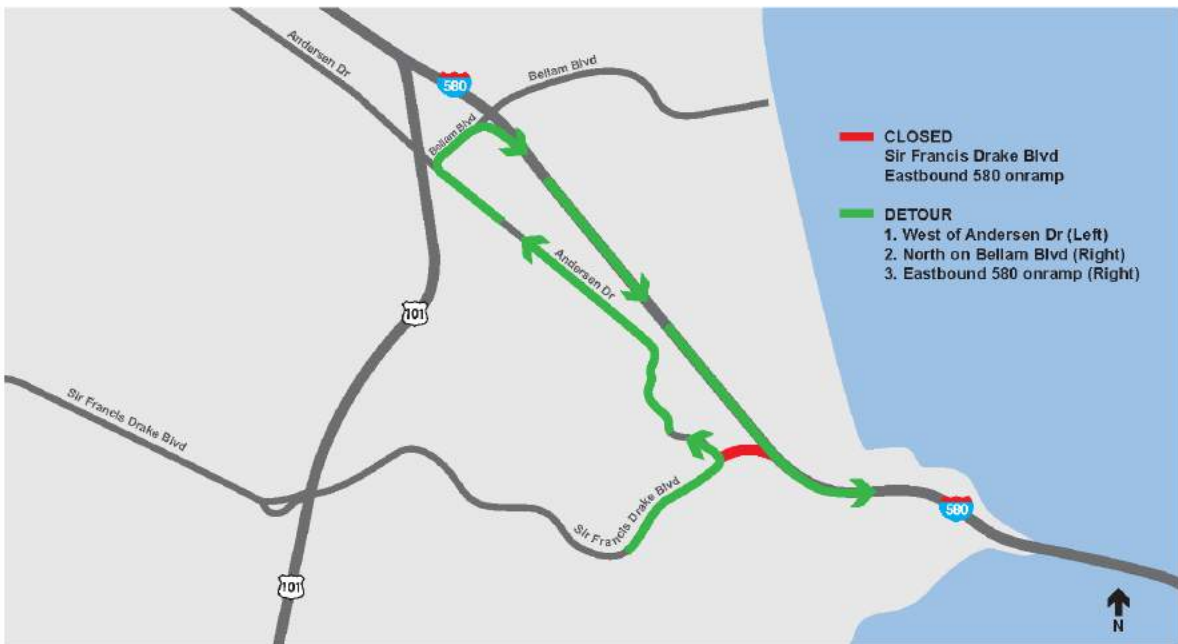 Andersen Dr
580
Bellam Blvd
Bellam Blvd
CLOSED
Sir Francis Drake Blvd
Eastbound 580 onramp
DETOUR
1. West of Andersen Dr (Left)
2. North on Bellam Blvd (Right)
3. Eastbound 580 onramp (Right)
Andersen Dr
101
Sir Francis Drake Blvd
Sir Francis Drake Blvd
580
101
N